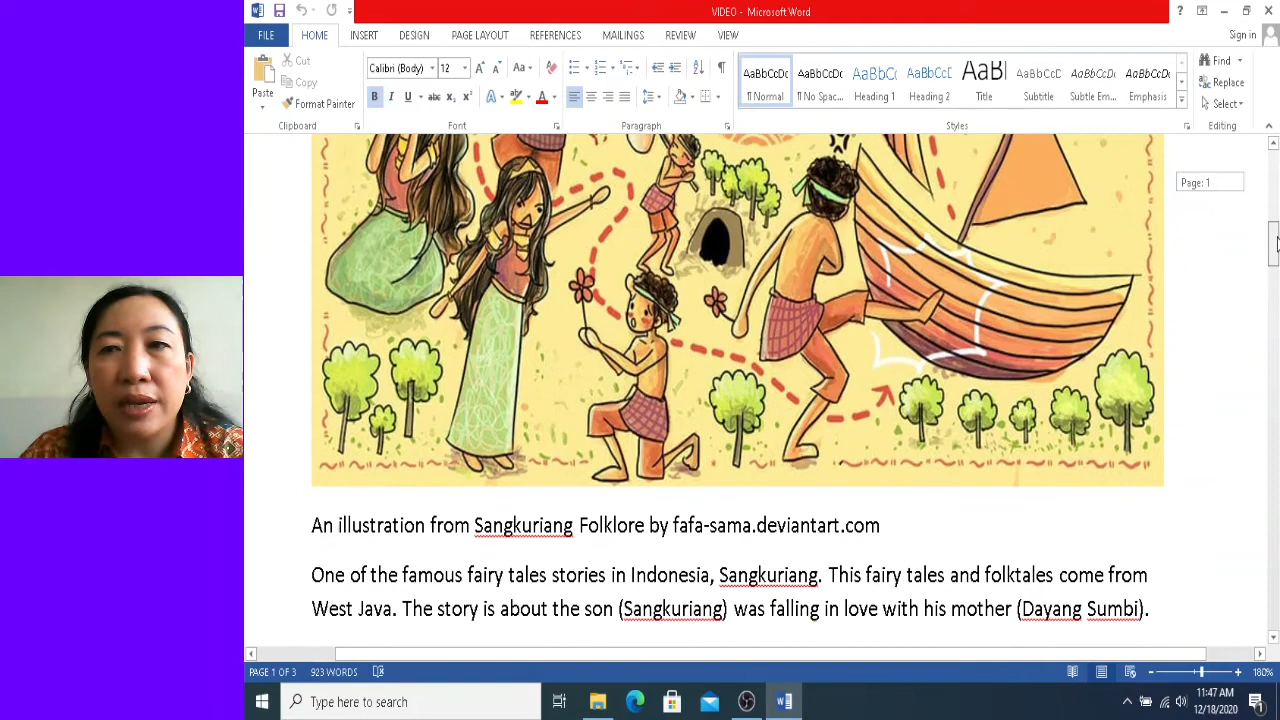 VIDEO - Microsoft Word
Sign in
FILE HOME INSERT DESIGN PAGE LAYOUT REFERENCES MAILINGS REVIEW VIEW
Cut
Copy
Format Painter
Paste
Clipboard
Calibri (Body) 12
Font
Paragraph
AaBbCcDc AaBbCcDc AaBbCc AaBbCcD AaBl AaBbCcD AaBbCcDc AaBbCcDc
¶ Normal ¶ No Spac... Heading 1 Heading 2 Title Subtitle Subtle Em... Emphasis
Styles
Find
Replace
Select
Editing
Page: 1
An illustration from Sangkuriang Folklore by fafa-sama.deviantart.com
One of the famous fairy tales stories in Indonesia, Sangkuriang. This fairy tales and folktales come from
West Java. The story is about the son (Sangkuriang) was falling in love with his mother (Dayang Sumbi).
PAGE 1 OF 3 923 WORDS
180%
Type here to search
11:47 AM
12/18/2020